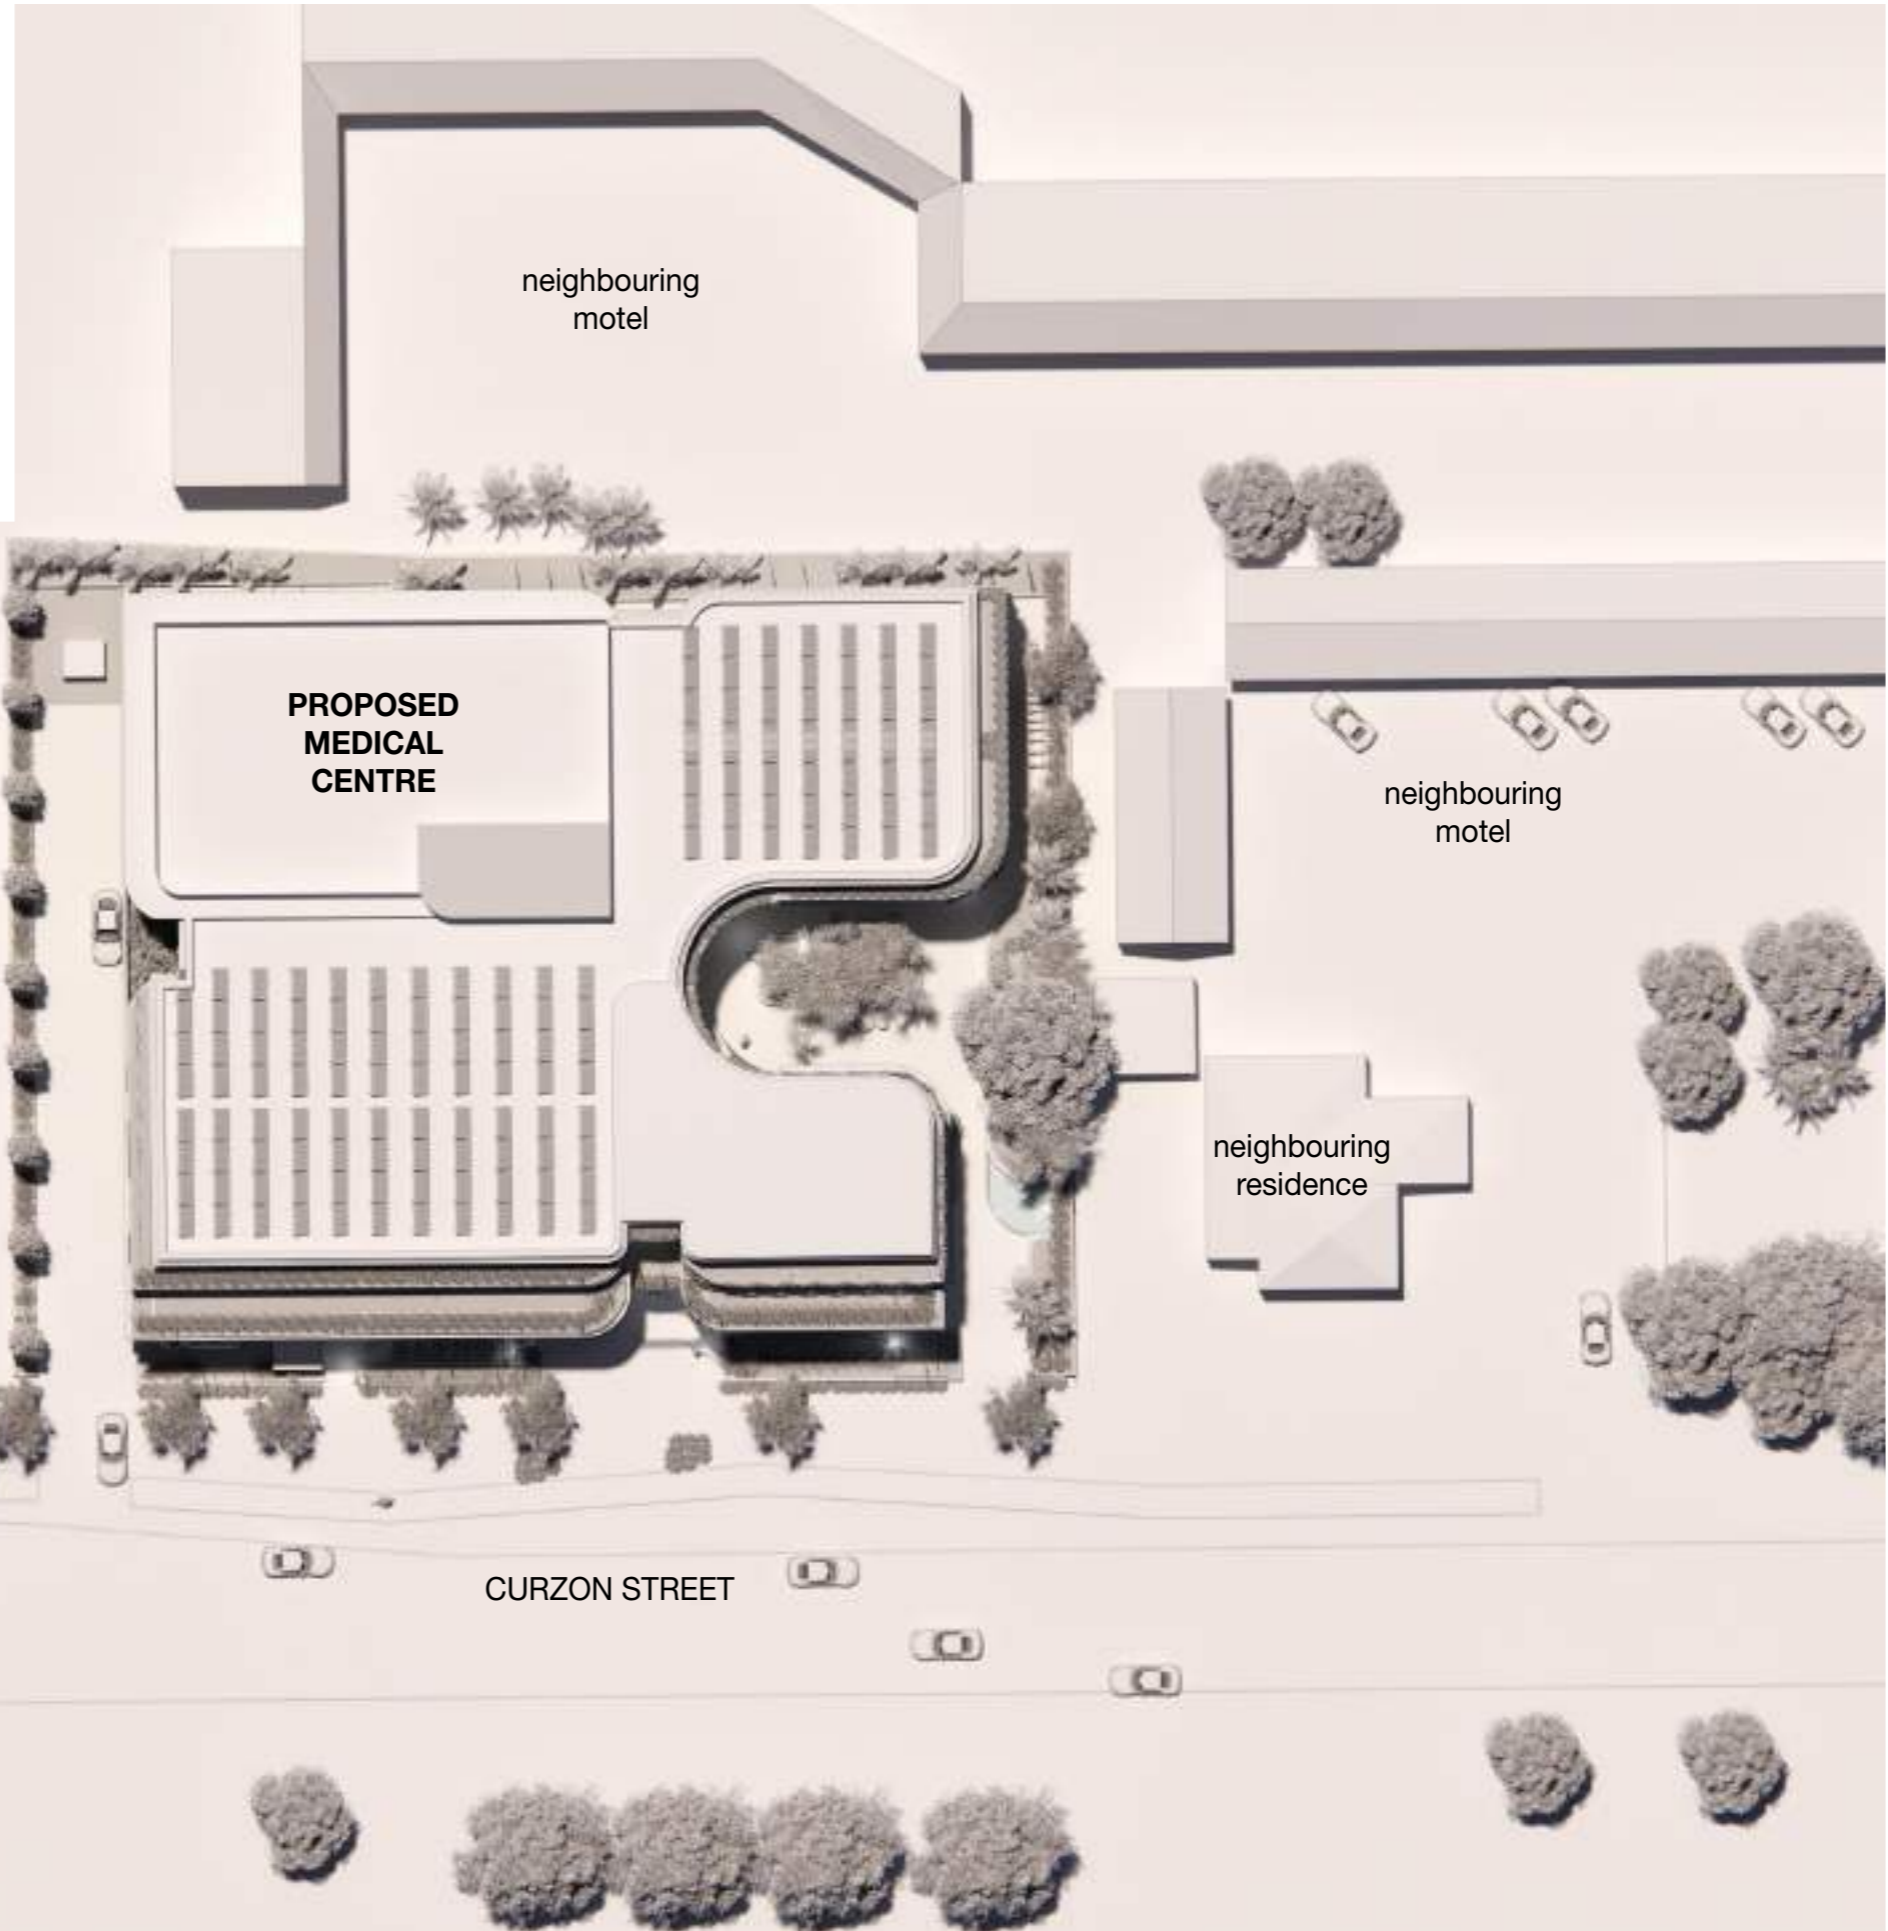 neighbouring
motel
PROPOSED
MEDICAL
CENTRE
neighbouring
motel
neighbouring
residence
CURZON STREET